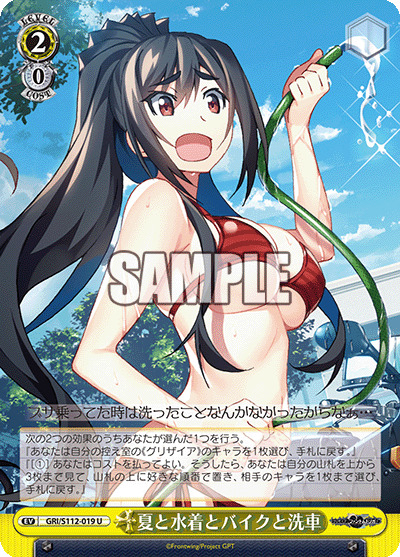 LEVEL
2
0
COST
SAMPLE
フサ乗ってた時は洗ったことなんかなかったからなぁ…
次の2つの効果のうちあなたが選んだ1つを行う。
『あなたは自分の控え室の《グリザイア》のキャラを1枚選び、手札に戻す。』
『[(1)] あなたはコストを払ってよい。そうしたら、あなたは自分の山札を上から3枚まで見て、山札の上に好きな順番で置き、相手のキャラを1枚まで選び、手札に戻す。』
EV
GRI/S112-019 U
夏と水着とバイクと洗車
©Frontwing/Project GPT